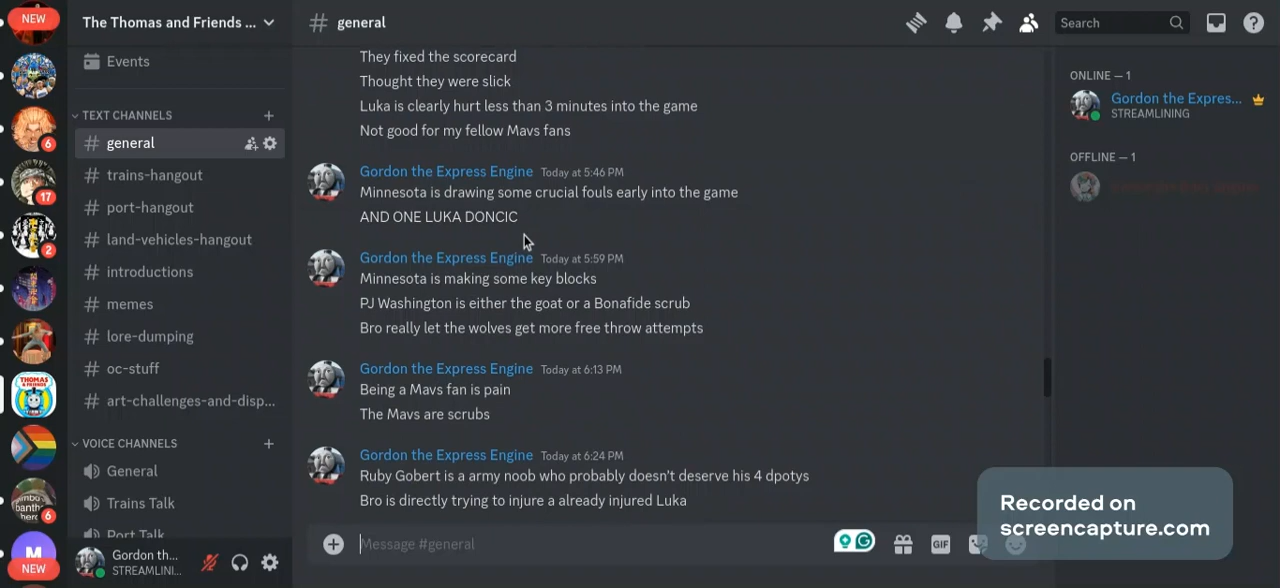 NEW
The Thomas and Friends ...
general
Search
Events
TEXT CHANNELS
general
trains-hangout
port-hangout
land-vehicles-hangout
introductions
memes
lore-dumping
oc-stuff
art-challenges-and-disp...
VOICE CHANNELS
General
Trains Talk
Port Talk
Gordon th...
STREAMLINI...
6
17
2
THOMAS & FRIENDS
6
M
NEW
They fixed the scorecard
Thought they were slick
Luka is clearly hurt less than 3 minutes into the game
Not good for my fellow Mavs fans
Gordon the Express Engine Today at 5:46 PM
Minnesota is drawing some crucial fouls early into the game
AND ONE LUKA DONCIC
Gordon the Express Engine Today at 5:59 PM
Minnesota is making some key blocks
PJ Washington is either the goat or a Bonafide scrub
Bro really let the wolves get more free throw attempts
Gordon the Express Engine Today at 6:13 PM
Being a Mavs fan is pain
The Mavs are scrubs
Gordon the Express Engine Today at 6:24 PM
Ruby Gobert is a army noob who probably doesn't deserve his 4 dpotys
Bro is directly trying to injure a already injured Luka
Message #general
GIF
ONLINE — 1
Gordon the Expres...
STREAMLINING
OFFLINE — 1
Recorded on
screencapture.com